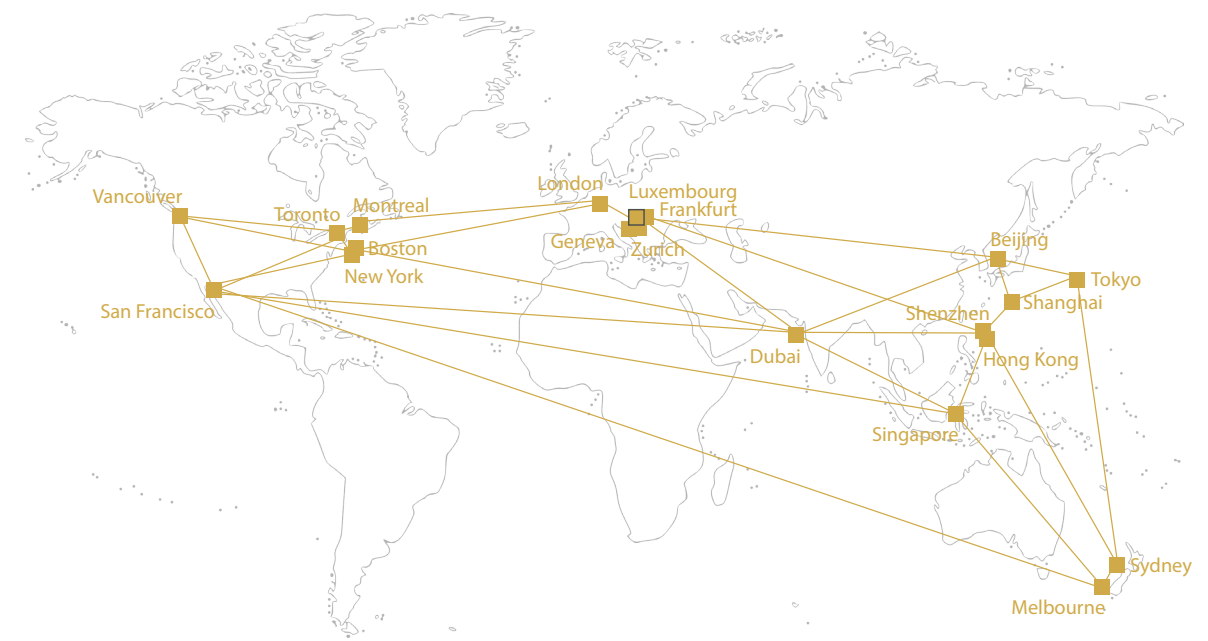 London
Luxembourg
Vancouver
Montreal
Frankfurt
Toronto
Geneva
Boston
Zurich
Beijing
New York
Tokyo
Shanghai
San Francisco
Shenzhen
Dubai
Hong Kong
Singapore
Sydney
Melbourne